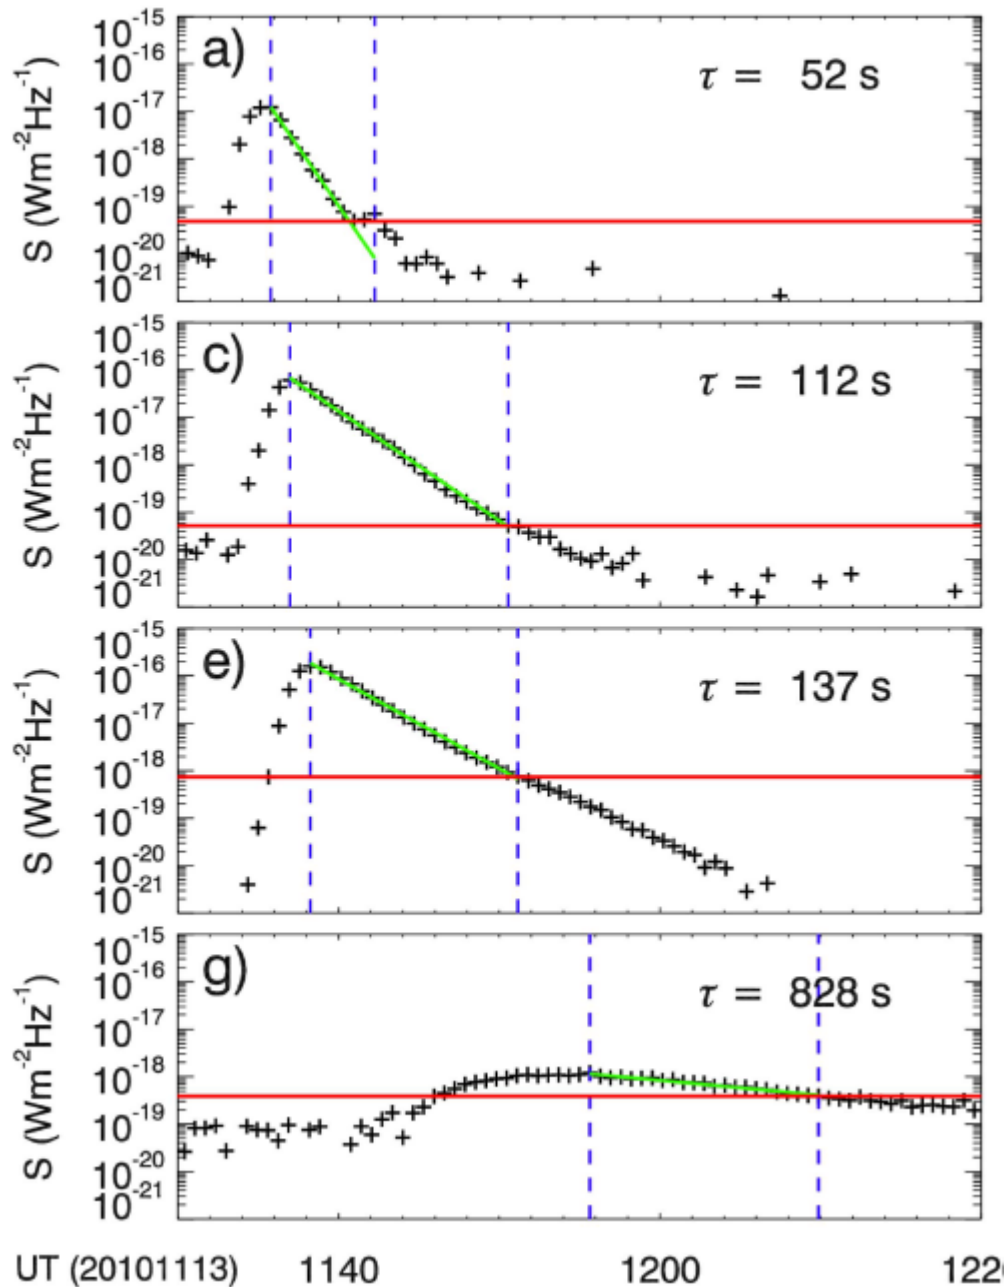 a)
τ = 52 s
S (Wm⁻²Hz⁻¹)
10⁻¹⁵
10⁻¹⁶
10⁻¹⁷
10⁻¹⁸
10⁻¹⁹
10⁻²⁰
10⁻²¹
c)
τ = 112 s
S (Wm⁻²Hz⁻¹)
10⁻¹⁵
10⁻¹⁶
10⁻¹⁷
10⁻¹⁸
10⁻¹⁹
10⁻²⁰
10⁻²¹
e)
τ = 137 s
S (Wm⁻²Hz⁻¹)
10⁻¹⁵
10⁻¹⁶
10⁻¹⁷
10⁻¹⁸
10⁻¹⁹
10⁻²⁰
10⁻²¹
g)
τ = 828 s
S (Wm⁻²Hz⁻¹)
10⁻¹⁵
10⁻¹⁶
10⁻¹⁷
10⁻¹⁸
10⁻¹⁹
10⁻²⁰
10⁻²¹
UT (20101113) 1140 1200